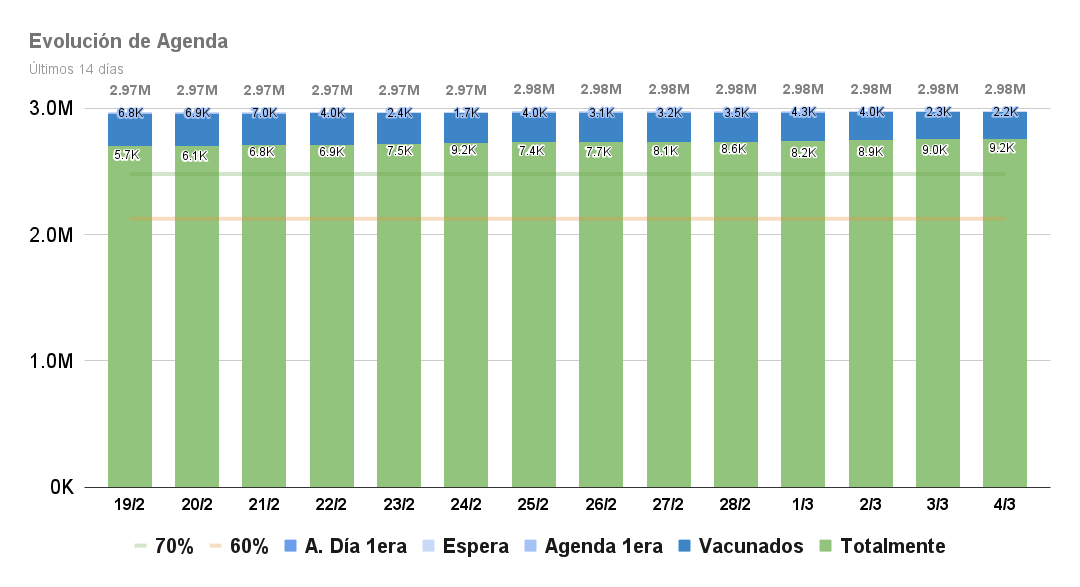 Evolución de Agenda
Últimos 14 días
2.97M 2.97M 2.97M 2.97M 2.97M 2.97M 2.98M 2.98M 2.98M 2.98M 2.98M 2.98M 2.98M 2.98M
3.0M
6.8K 6.9K 7.0K 4.0K 2.4K 1.7K 4.0K 3.1K 3.2K 3.5K 4.3K 4.0K 2.3K 2.2K
5.7K 6.1K 6.8K 6.9K 7.5K 9.2K 7.4K 7.7K 8.1K 8.6K 8.2K 8.9K 9.0K 9.2K
2.0M
1.0M
0K
19/2 20/2 21/2 22/2 23/2 24/2 25/2 26/2 27/2 28/2 1/3 2/3 3/3 4/3
70% 60% A. Día 1era Espera Agenda 1era Vacunados Totalmente